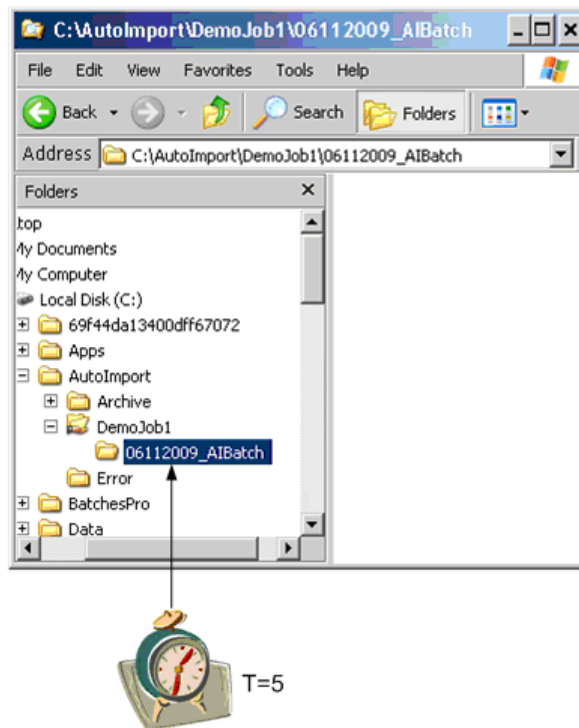 C:\AutoImport\DemoJob1\06112009_AIBatch
File Edit View Favorites Tools Help
Back Search Folders
Address C:\AutoImport\DemoJob1\06112009_AIBatch
Folders
top
My Documents
My Computer
Local Disk (C:)
69f44da13400dff67072
Apps
AutoImport
Archive
DemoJob1
06112009_AIBatch
Error
BatchesPro
Data
T=5